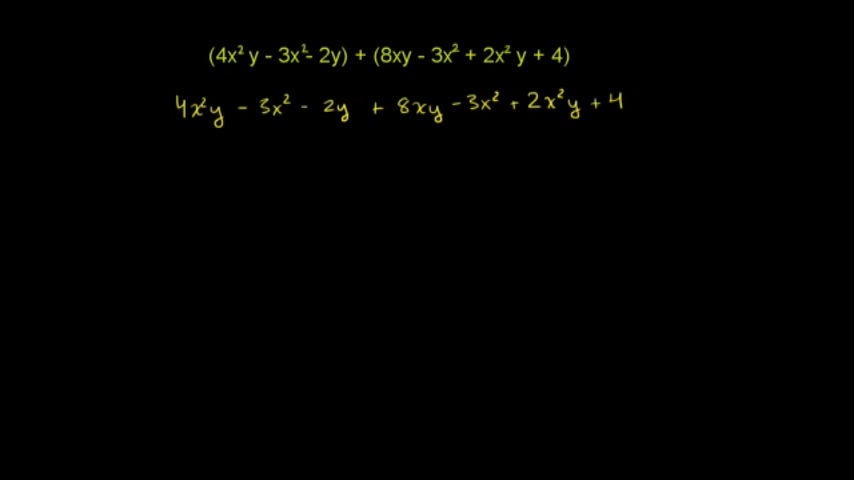 (4x² y - 3x²- 2y) + (8xy - 3x² + 2x² y + 4)
4x²y - 3x² - 2y + 8xy - 3x² + 2x²y + 4